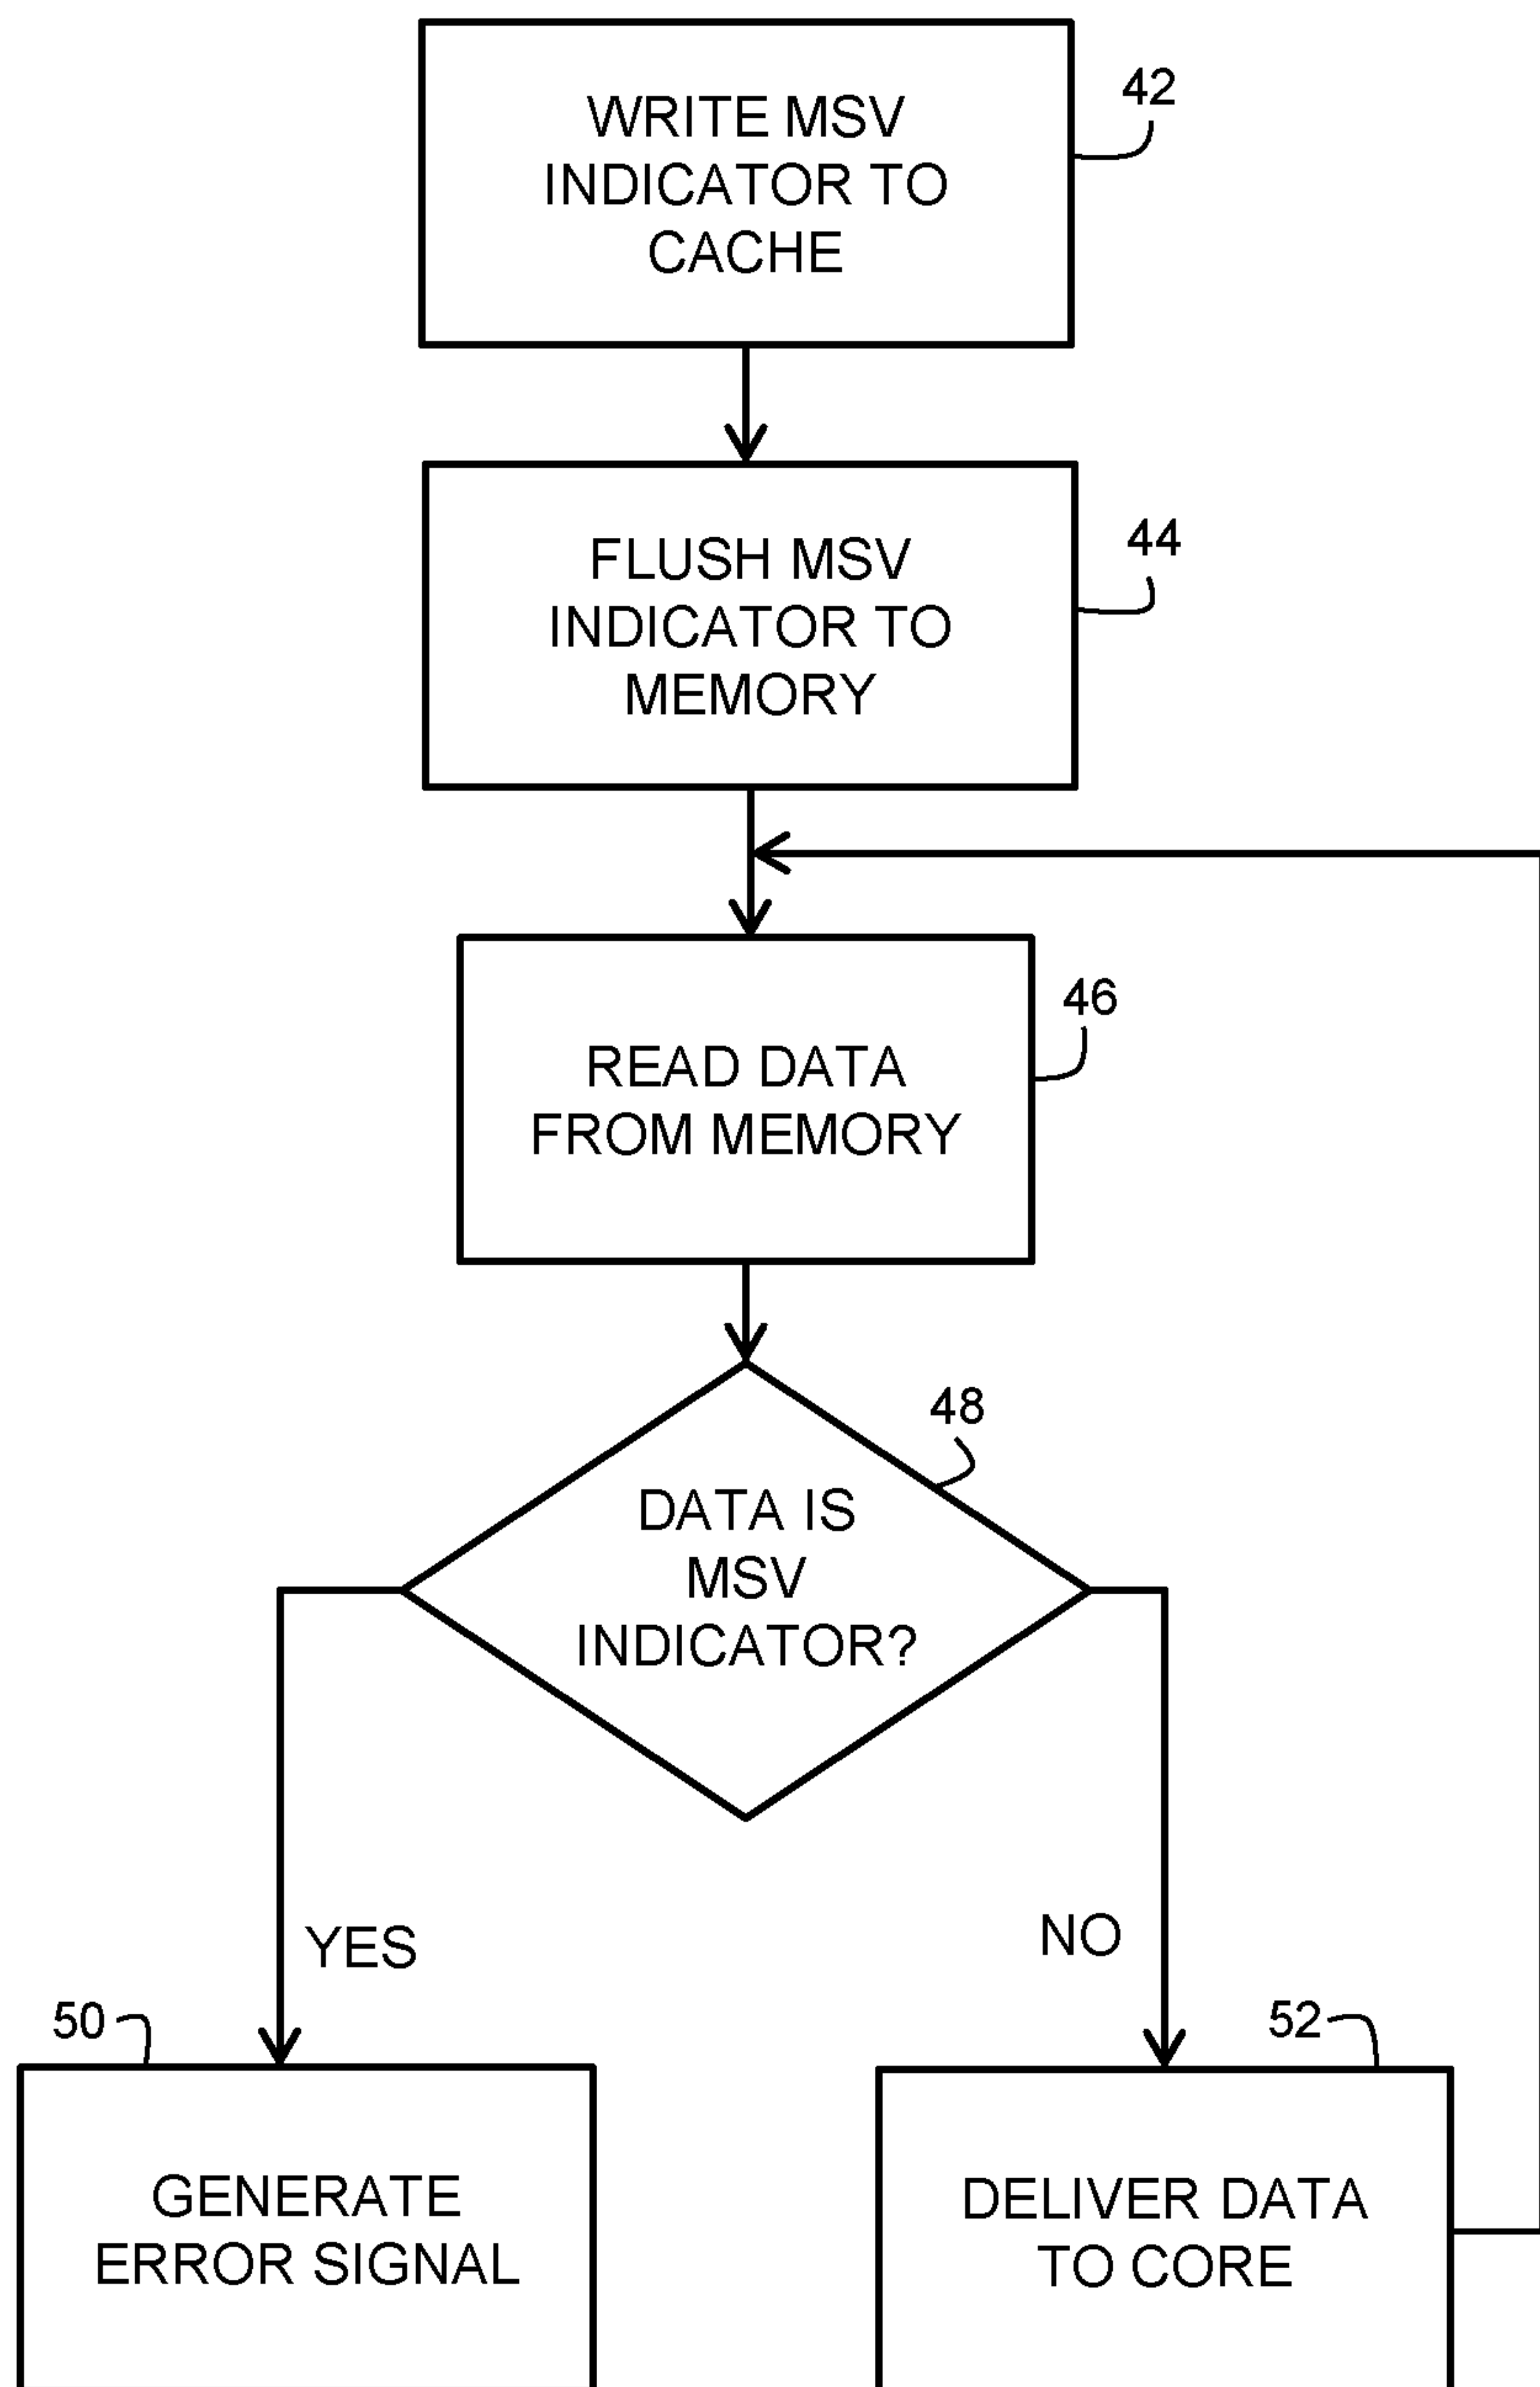 WRITE MSV
INDICATOR TO
CACHE
42
FLUSH MSV
INDICATOR TO
MEMORY
44
READ DATA
FROM MEMORY
46
DATA IS
MSV
INDICATOR?
48
YES
NO
50
GENERATE
ERROR SIGNAL
52
DELIVER DATA
TO CORE